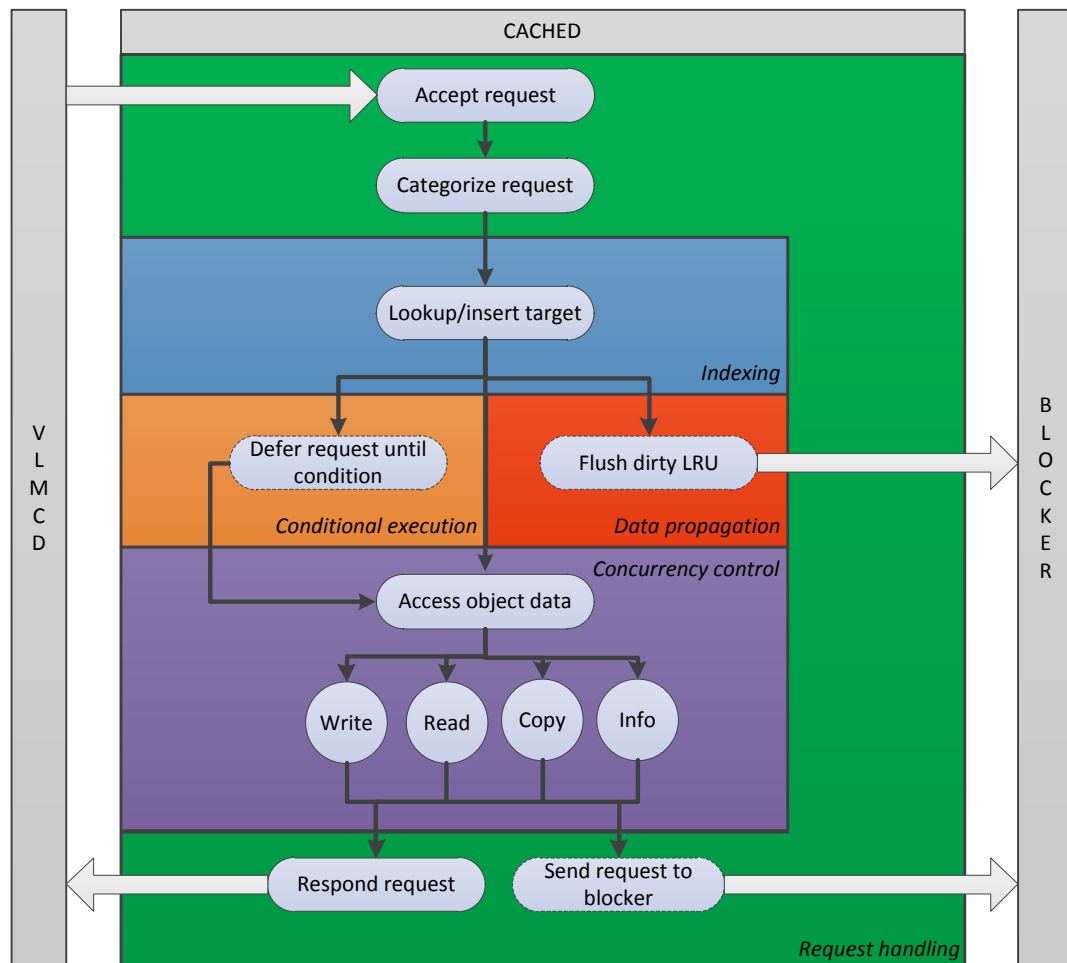 CACHED
V
L
M
C
D
Accept request
Categorize request
Lookup/insert target
Indexing
Defer request until
condition
Conditional execution
Flush dirty LRU
Data propagation
Concurrency control
Access object data
Write
Read
Copy
Info
Respond request
Send request to
blocker
Request handling
B
L
O
C
K
E
R